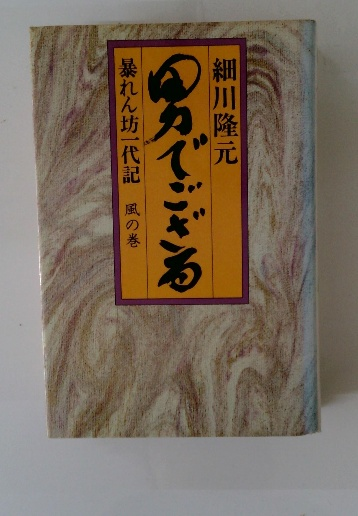 細川隆元
男でござる
暴れん坊一代記 風の巻